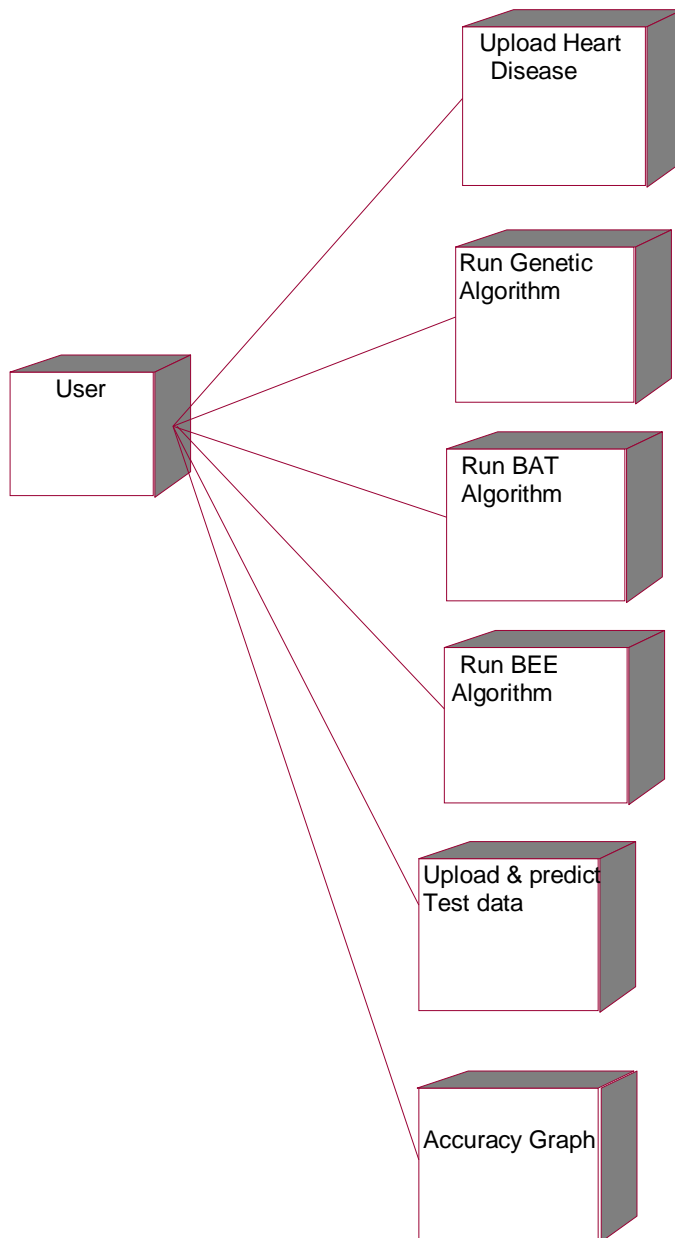 Upload Heart
Disease
Run Genetic
Algorithm
User
Run BAT
Algorithm
Run BEE
Algorithm
Upload & predict
Test data
Accuracy Graph